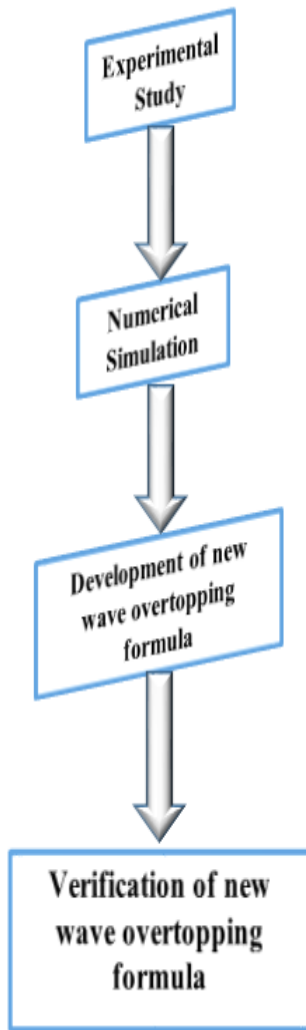 Experimental
Study
Numerical
Simulation
Development of new
wave overtopping
formula
Verification of new
wave overtopping
formula